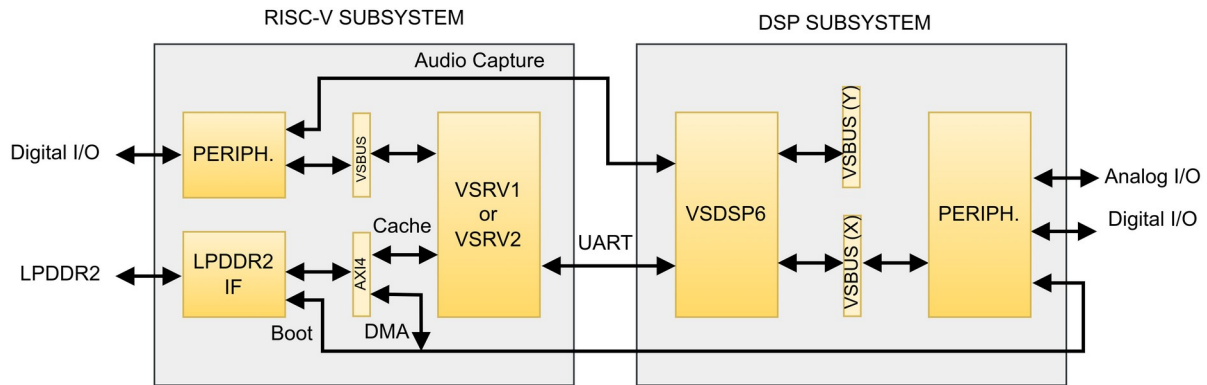 RISC-V SUBSYSTEM
DSP SUBSYSTEM
Audio Capture
Digital I/O
PERIPH.
VSBUS
VSRV1
or
VSRV2
Cache
LPDDR2
LPDDR2
IF
AXI4
Boot
DMA
UART
VSDSP6
VSBUS (Y)
VSBUS (X)
PERIPH.
Analog I/O
Digital I/O